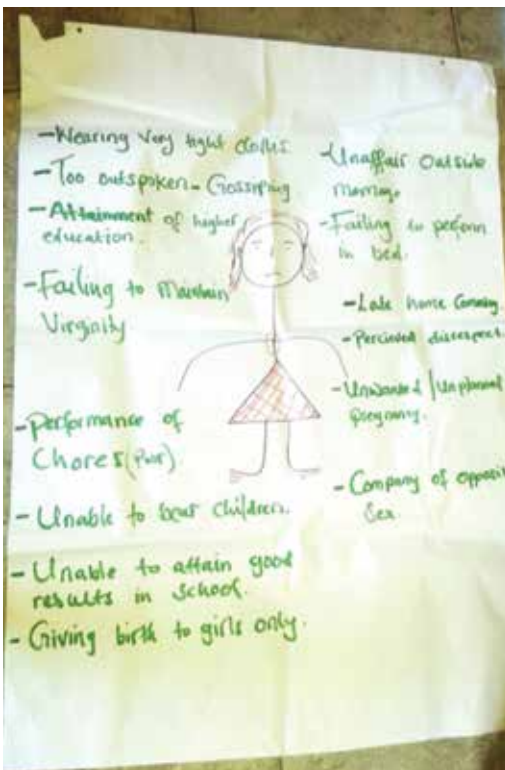 -Wearing very tight cloths.
-Too outspoken - Gossiping
-Attainment of higher
education.
-Failing to Maintain
Virginity
-Performance of
Chores (Poor).
-Unable to bear children.
-Unable to attain good
results in school.
-Giving birth to girls only.
-Unaffair outside
marriage
-Failing to perform
in bed.
-Late home Coming
-Percieved disrespect
-Unwanted / Unplanned
pregnancy.
-Company of opposit
Sex